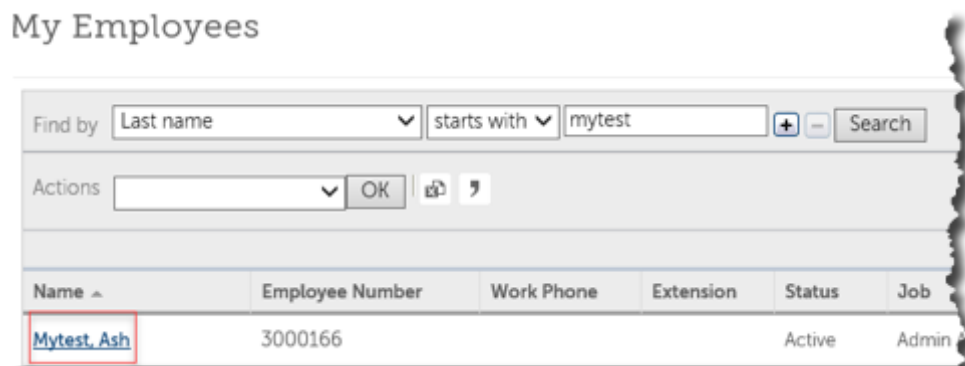 My Employees
Find by Last name starts with mytest + - Search
Actions OK
Name Employee Number Work Phone Extension Status Job
Mytest, Ash 3000166 Active Admin